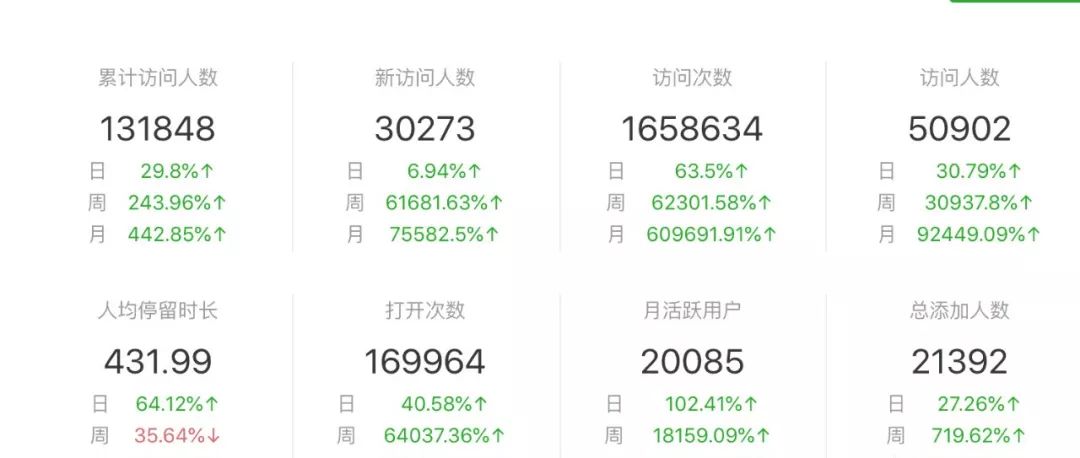 累计访问人数 新访问人数 访问次数 访问人数
131848 30273 1658634 50902
日 29.8%↑ 日 6.94%↑ 日 63.5%↑ 日 30.79%↑
周 243.96%↑ 周 61681.63%↑ 周 62301.58%↑ 周 30937.8%↑
月 442.85%↑ 月 75582.5%↑ 月 609691.91%↑ 月 92449.09%↑
人均停留时长 打开次数 月活跃用户 总添加人数
431.99 169964 20085 21392
日 64.12%↑ 日 40.58%↑ 日 102.41%↑ 日 27.26%↑
周 35.64%↓ 周 64037.36%↑ 周 18159.09%↑ 周 719.62%↑